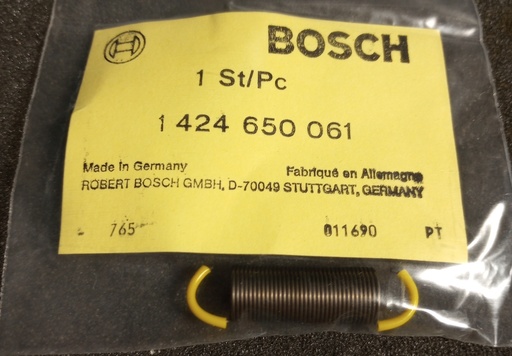 BOSCH
1 St/Pc
1 424 650 061
Made in Germany Fabriqué en Allemagne
ROBERT BOSCH GMBH, D-70049 STUTTGART, GERMANY
- 765 011690 PT